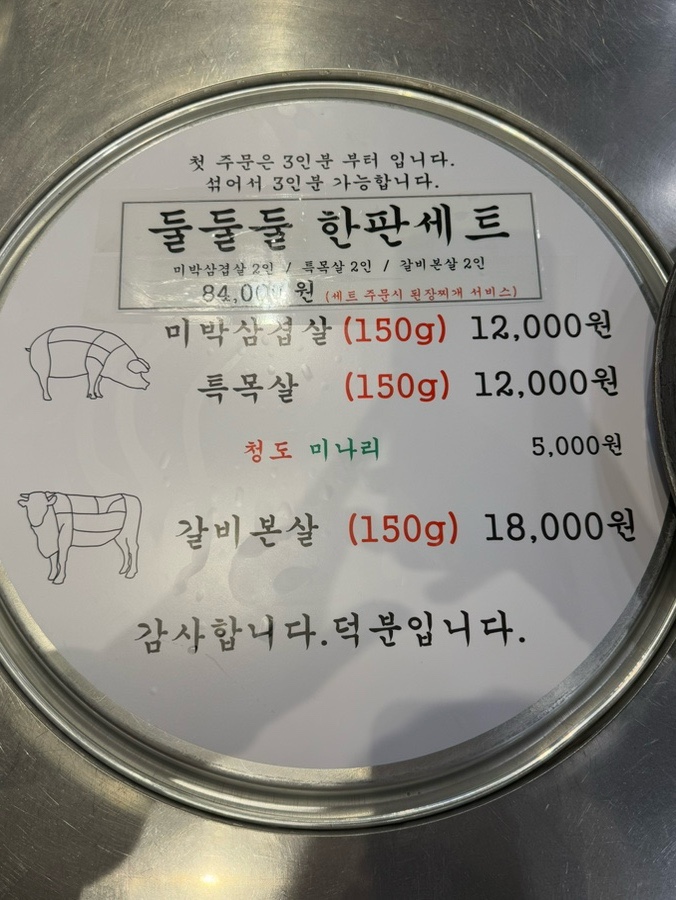 첫 주문은 3인분 부터 입니다.
섞어서 3인분 가능합니다.
둘둘둘 한판세트
미박삼겹살 2인 / 특목살 2인 / 갈비본살 2인
84,000 원 (세트 주문시 된장찌개 서비스)
미박삼겹살 (150g) 12,000원
특목살 (150g) 12,000원
청도 미나리 5,000원
갈비본살 (150g) 18,000원
감사합니다.덕분입니다.